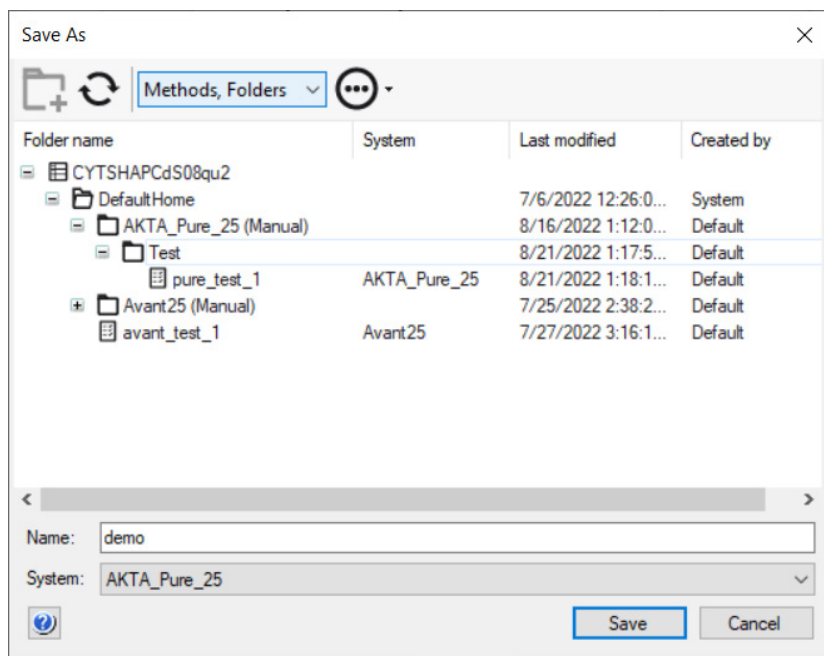 Save As
Methods, Folders
Folder name System Last modified Created by
CYTSHAPCdS08qu2
DefaultHome 7/6/2022 12:26:0... System
AKTA_Pure_25 (Manual) 8/16/2022 1:12:0... Default
Test 8/21/2022 1:17:5... Default
pure_test_1 AKTA_Pure_25 8/21/2022 1:18:1... Default
Avant25 (Manual) 7/25/2022 2:38:2... Default
avant_test_1 Avant25 7/27/2022 3:16:1... Default
Name: demo
System: AKTA_Pure_25
Save Cancel